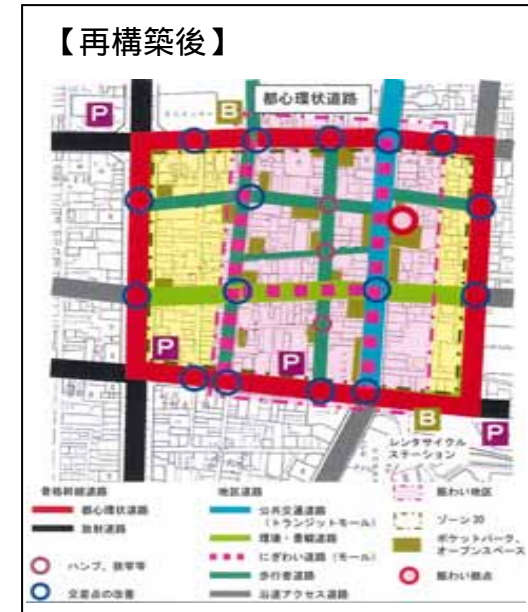 【再構築後】
都心環状道路
P
B
P
P
B
P
レンタサイクル
ステーション
骨格幹線道路
都心環状道路
放射道路
ハンプ、狭窄等
交差点の改善
地区道路
公共交通道路
(トランジットモール)
環境・景観道路
にぎわい道路(モール)
歩行者道路
沿道アクセス道路
賑わい地区
ゾーン30
ポケットパーク、
オープンスペース
賑わい拠点